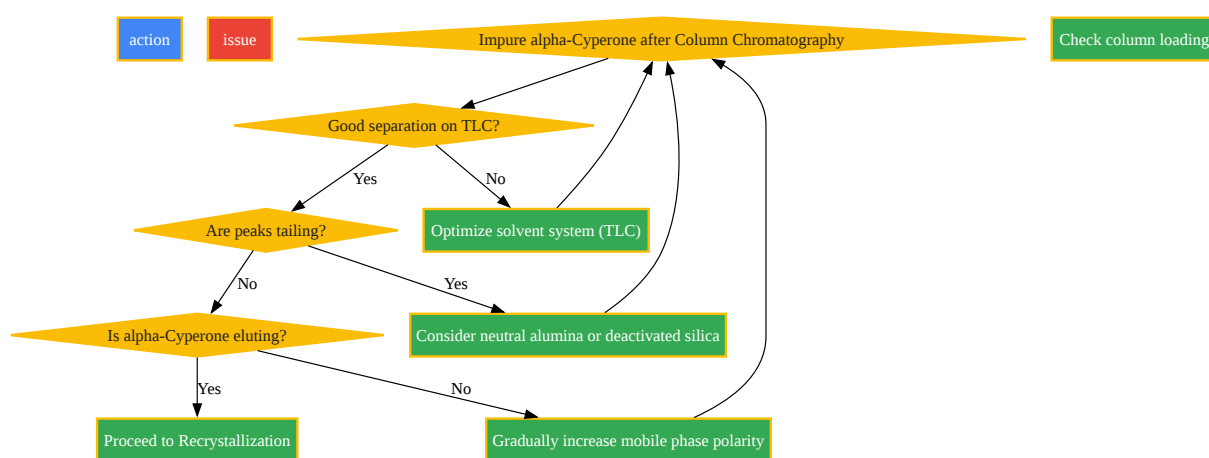 action
issue
Impure alpha-Cyperone after Column Chromatography
Check column loading
Good separation on TLC?
Yes
No
Are peaks tailing?
Optimize solvent system (TLC)
No
Yes
Is alpha-Cyperone eluting?
Consider neutral alumina or deactivated silica
Yes
No
Proceed to Recrystallization
Gradually increase mobile phase polarity